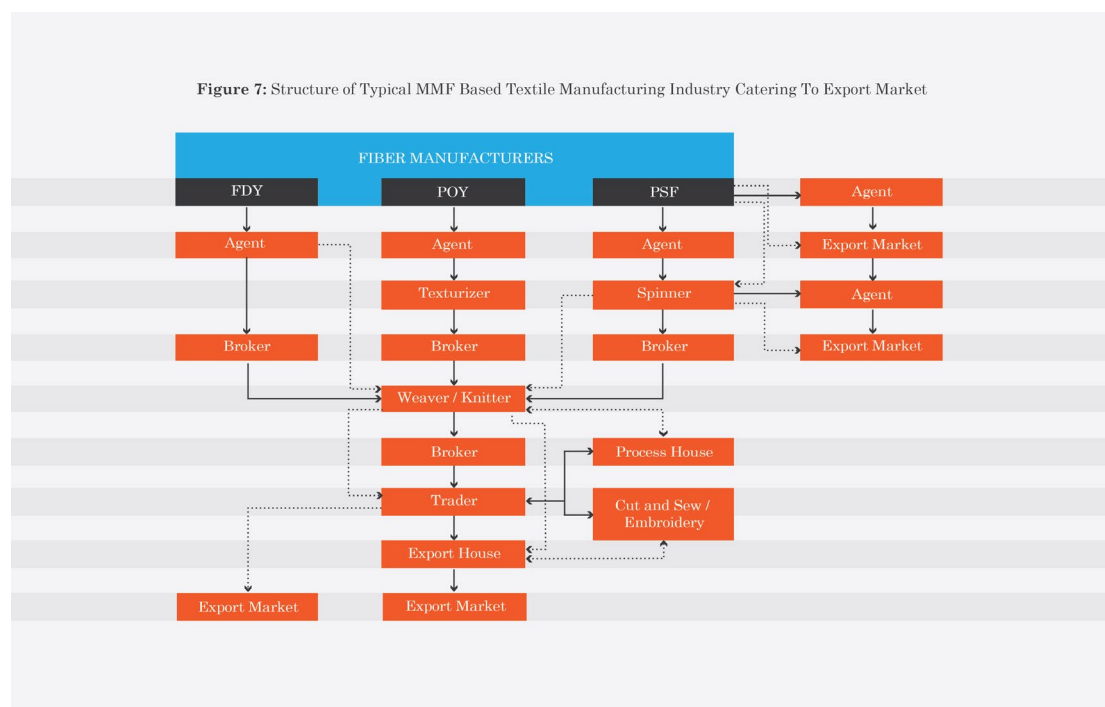 Figure 7: Structure of Typical MMF Based Textile Manufacturing Industry Catering To Export Market
FIBER MANUFACTURERS
FDY
POY
PSF
Agent
Agent
Agent
Agent
Export Market
Texturizer
Spinner
Agent
Broker
Broker
Broker
Export Market
Weaver / Knitter
Broker
Process House
Trader
Cut and Sew /
Embroidery
Export House
Export Market
Export Market